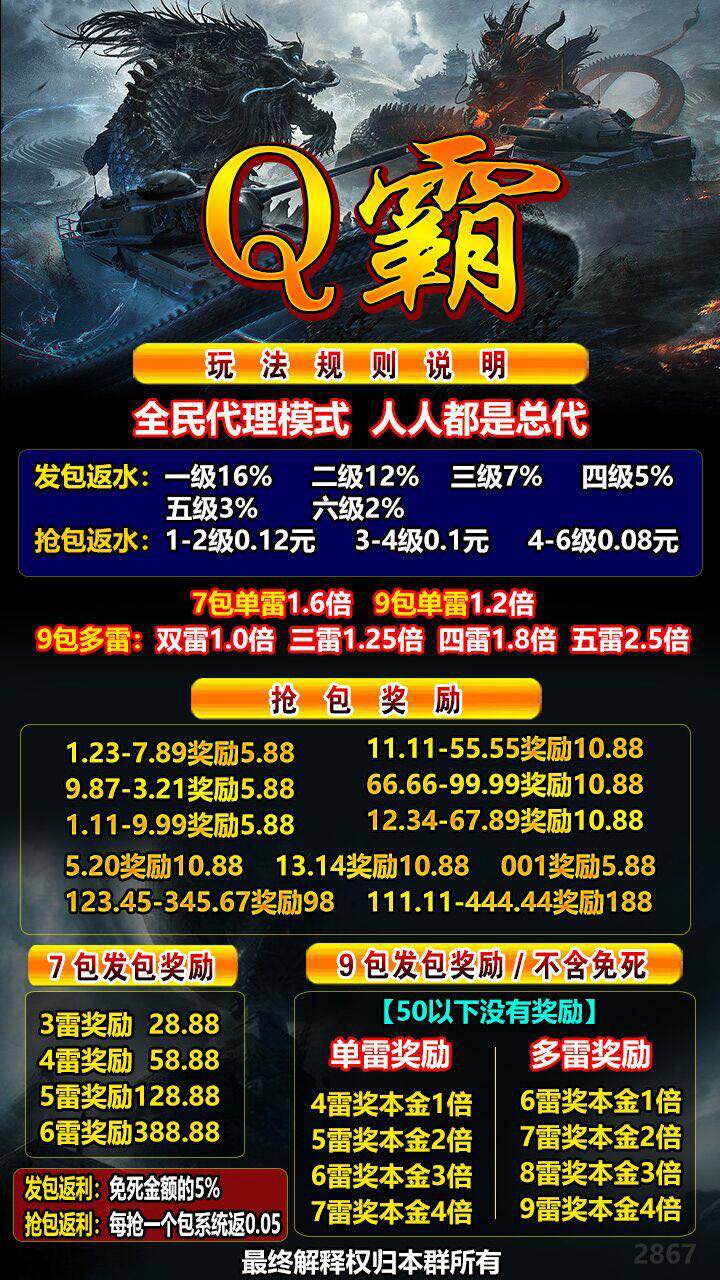 Q霸
玩法规则说明
全民代理模式 人人都是总代
发包返水：一级16% 二级12% 三级7% 四级5%
五级3% 六级2%
抢包返水：1-2级0.12元 3-4级0.1元 4-6级0.08元
7包单雷1.6倍 9包单雷1.2倍
9包多雷：双雷1.0倍 三雷1.25倍 四雷1.8倍 五雷2.5倍
抢包奖励
1.23-7.89奖励5.88 11.11-55.55奖励10.88
9.87-3.21奖励5.88 66.66-99.99奖励10.88
1.11-9.99奖励5.88 12.34-67.89奖励10.88
5.20奖励10.88 13.14奖励10.88 001奖励5.88
123.45-345.67奖励98 111.11-444.44奖励188
7包发包奖励
3雷奖励 28.88
4雷奖励 58.88
5雷奖励128.88
6雷奖励388.88
发包返利：免死金额的5%
抢包返利：每抢一个包系统返0.05
9包发包奖励/不含免死
【50以下没有奖励】
单雷奖励
4雷奖本金1倍
5雷奖本金2倍
6雷奖本金3倍
7雷奖本金4倍
多雷奖励
6雷奖本金1倍
7雷奖本金2倍
8雷奖本金3倍
9雷奖本金4倍
最终解释权归本群所有
2867